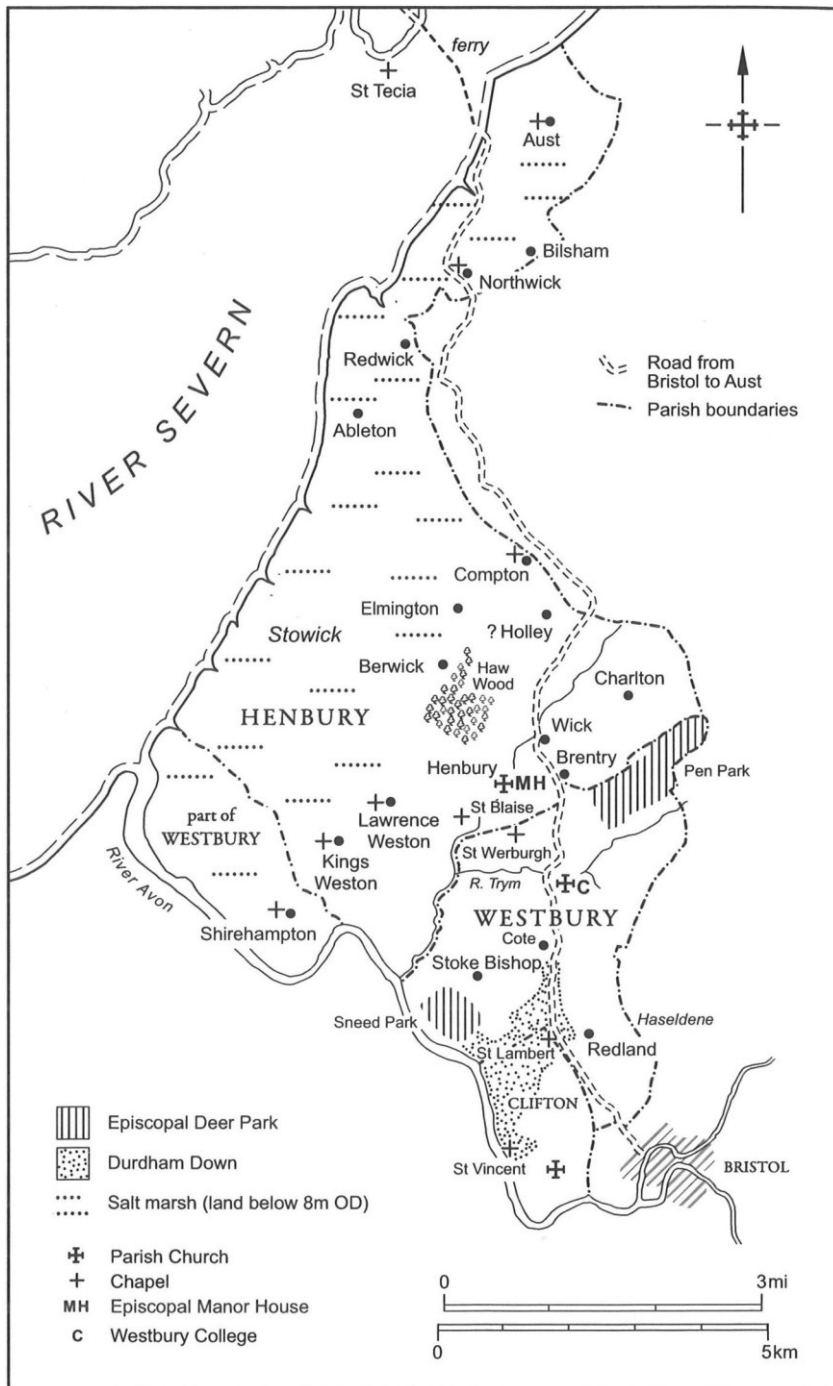 ferry
St Tecia
Aust
Bilsham
Northwick
RIVER SEVERN
Redwick
Road from
Bristol to Aust
Parish boundaries
Ableton
Compton
Elmington
? Holley
Stowick
Berwick
Haw
Wood
Charlton
HENBURY
Wick
Brentry
Pen Park
Henbury
MH
St Blaise
part of
WESTBURY
Lawrence
Weston
St Werburgh
Kings
Weston
River Avon
R. Trym
C
WESTBURY
Shirehampton
Cote
Stoke Bishop
Sneed Park
Haseldene
St Lambert
Redland
CLIFTON
St Vincent
BRISTOL
Episcopal Deer Park
Durdham Down
Salt marsh (land below 8m OD)
Parish Church
Chapel
MH Episcopal Manor House
C Westbury College
0 3mi
0 5km